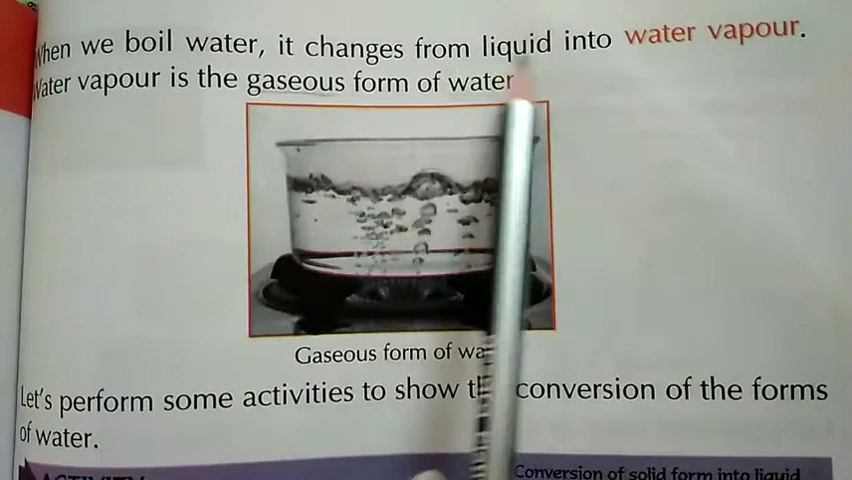 When we boil water, it changes from liquid into water vapour.
Water vapour is the gaseous form of water
Gaseous form of wa
Let's perform some activities to show conversion of the forms
of water.
ACTIVITY
Conversion of solid form into liquid